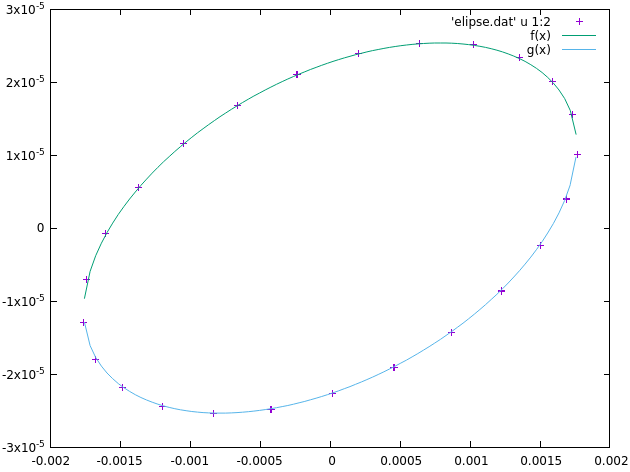 3x10-5
2x10-5
1x10-5
0
-1x10-5
-2x10-5
-3x10-5
'elipse.dat' u 1:2
f(x)
g(x)
-0.002 -0.0015 -0.001 -0.0005 0 0.0005 0.001 0.0015 0.002